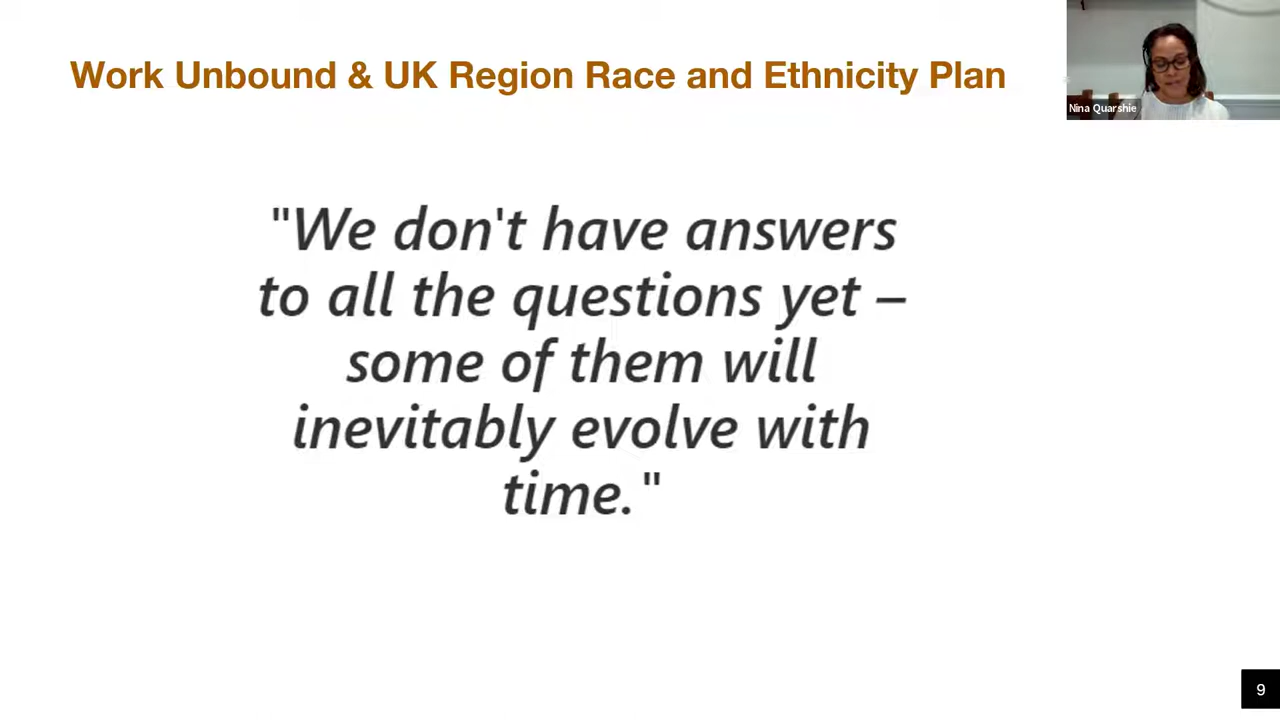 Work Unbound & UK Region Race and Ethnicity Plan
Nina Quarshie
"We don't have answers
to all the questions yet –
some of them will
inevitably evolve with
time."
9